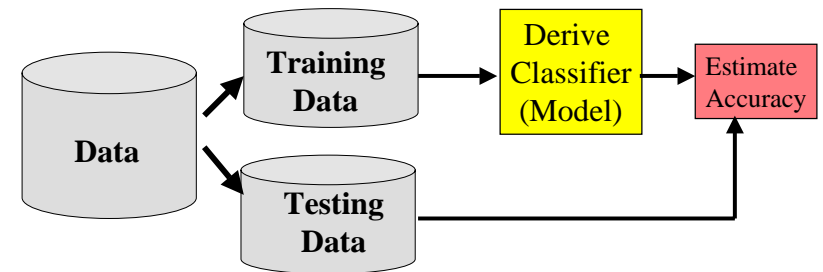 Data
Training
Data
Testing
Data
Derive
Classifier
(Model)
Estimate
Accuracy